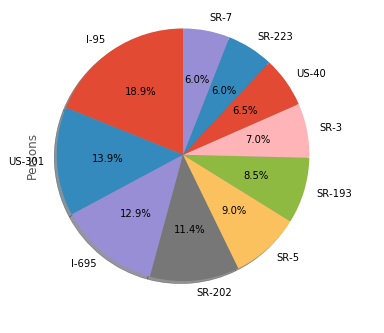 SR-7
SR-223
I-95
US-40
6.0%
6.0%
18.9%
6.5%
SR-3
7.0%
US-301
Persons
13.9%
8.5%
SR-193
12.9%
9.0%
11.4%
I-695
SR-5
SR-202